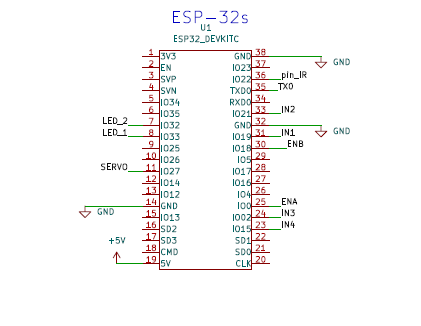 ESP-32s
U1
ESP32_DEVKITC
1 3V3 GND 38 GND
2 EN IO23 37
3 SVP IO22 36 pin_IR
4 SVN TXD0 35 TX0
5 IO34 RXD0 34
6 IO35 IO21 33 IN2
LED_2 7 IO32 GND 32 GND
LED_1 8 IO33 IO19 31 IN1
9 IO25 IO18 30 ENB
10 IO26 IO5 29
SERVO 11 IO27 IO17 28
12 IO14 IO16 27
13 IO12 IO4 26
GND 14 GND IO0 25 ENA
15 IO13 IO02 24 IN3
16 SD2 IO15 23 IN4
17 SD3 SD1 22
18 CMD SD0 21
+5V 19 5V CLK 20